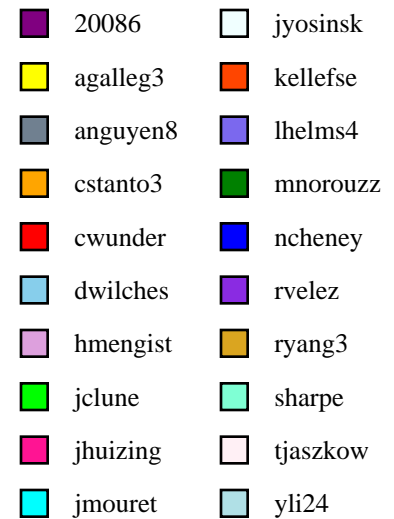 20086
agalleg3
anguyen8
cstanto3
cwunder
dwilches
hmengist
jclune
jhuizing
jmouret
jyosinsk
kellefse
lhelms4
mnorouzz
ncheney
rvelez
ryang3
sharpe
tjaszkow
yli24